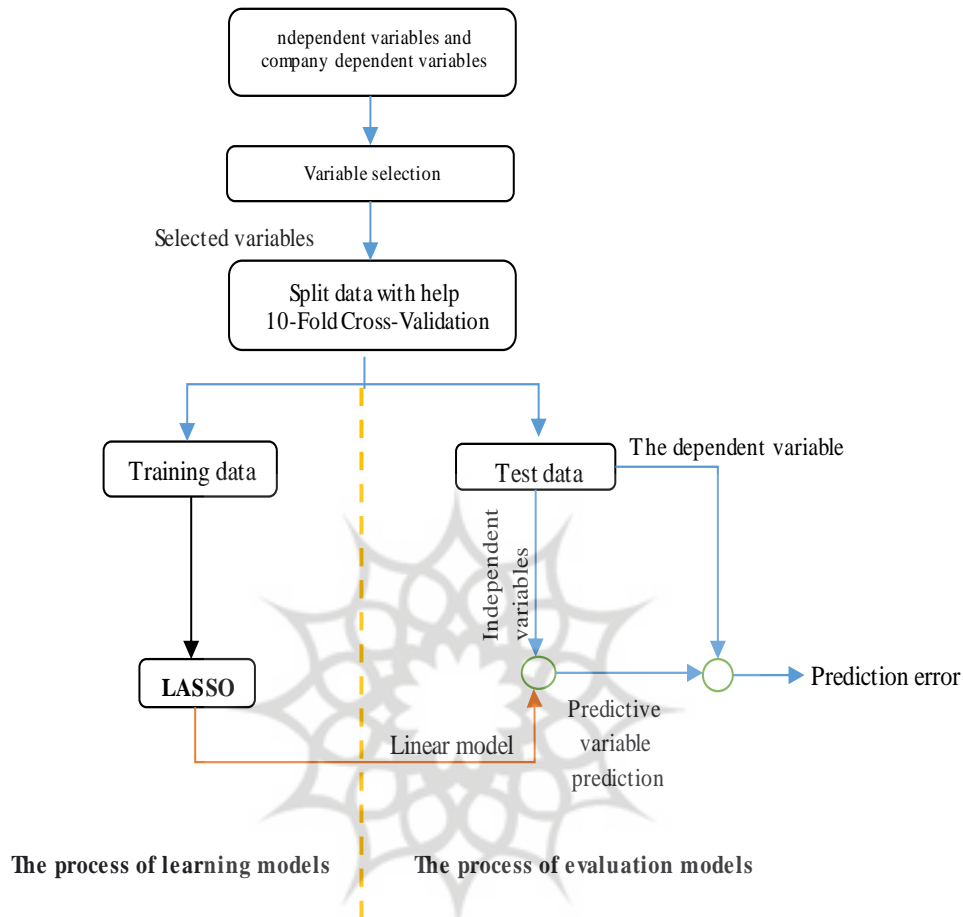 ndependent variables and
company dependent variables
Variable selection
Selected variables
Split data with help
10-Fold Cross-Validation
Training data
Test data
The dependent variable
Independent
variables
LASSO
Linear model
Predictive
variable
prediction
Prediction error
The process of learning models
The process of evaluation models